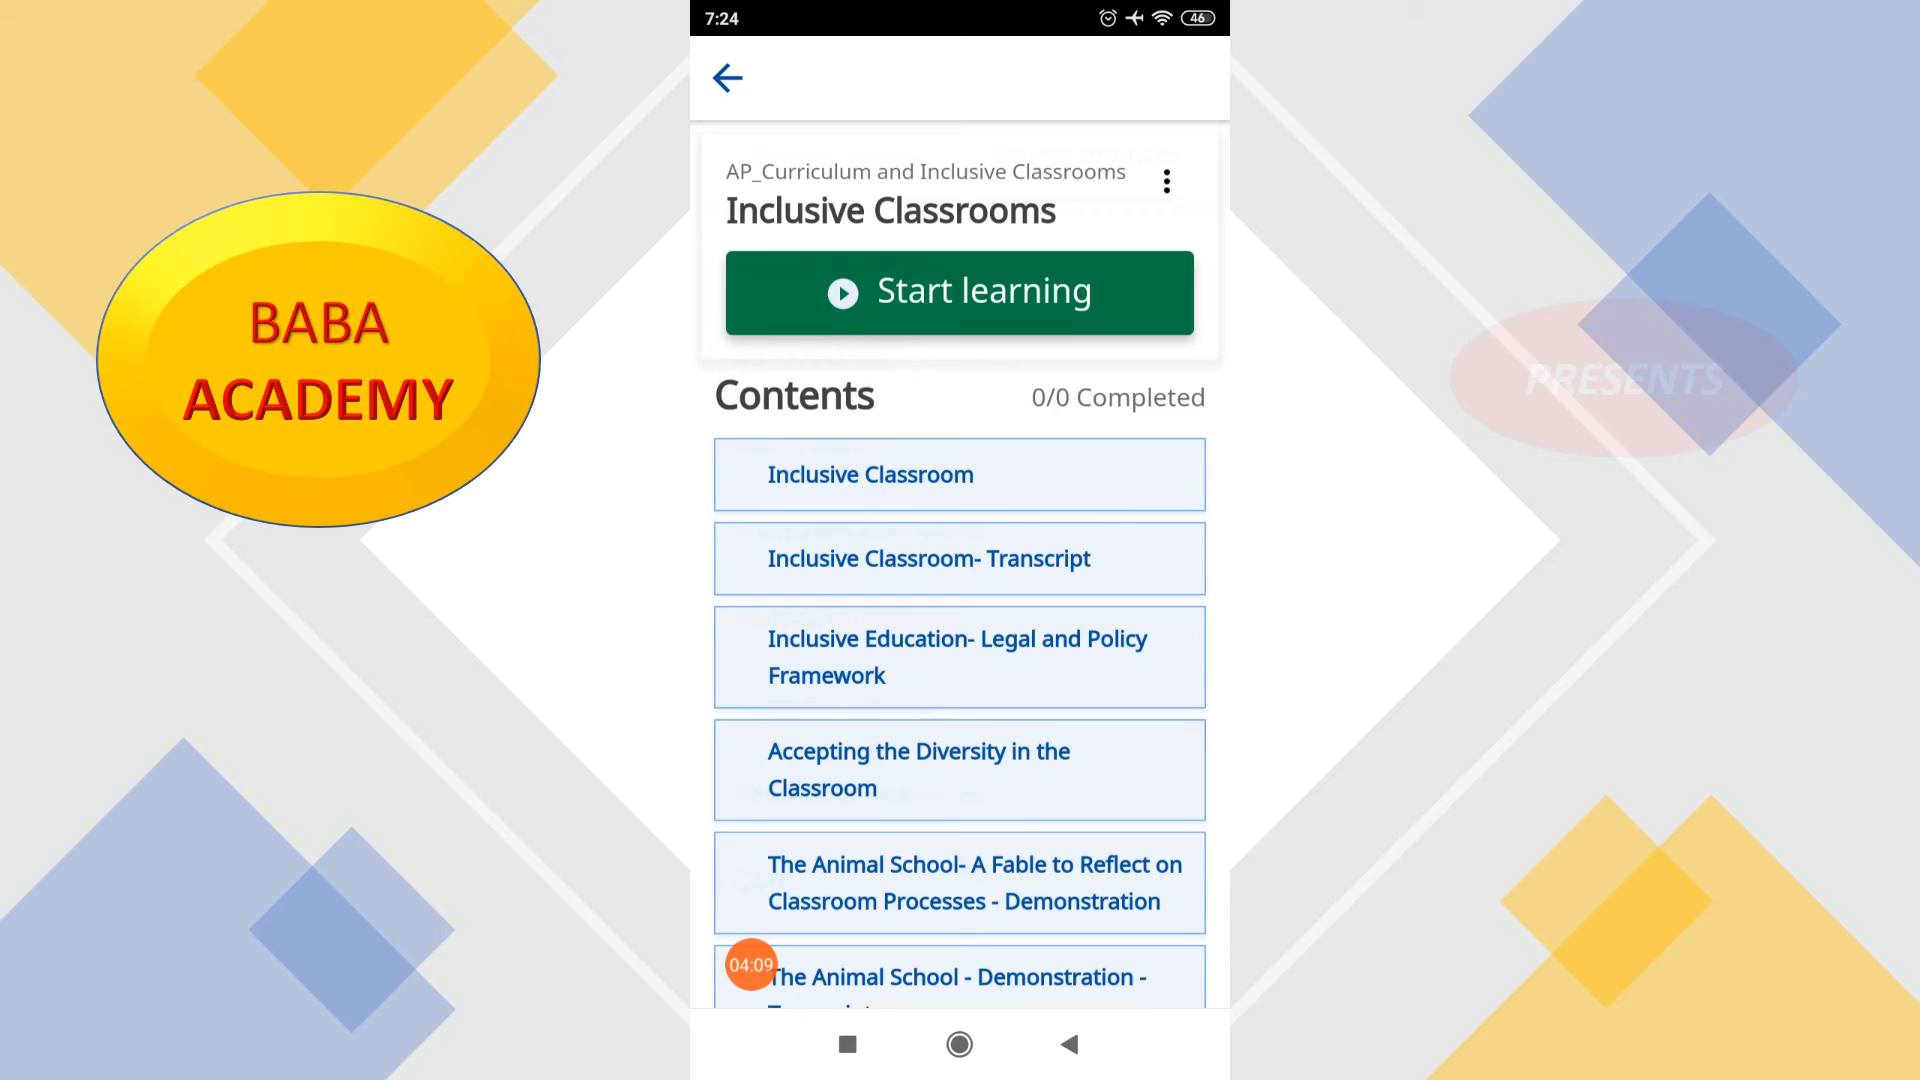 7:24
46
AP_Curriculum and Inclusive Classrooms
Inclusive Classrooms
Start learning
Contents
0/0 Completed
Inclusive Classroom
Inclusive Classroom- Transcript
Inclusive Education- Legal and Policy
Framework
Accepting the Diversity in the
Classroom
The Animal School- A Fable to Reflect on
Classroom Processes - Demonstration
04:09
The Animal School - Demonstration -
BABA
ACADEMY
PRESENTS